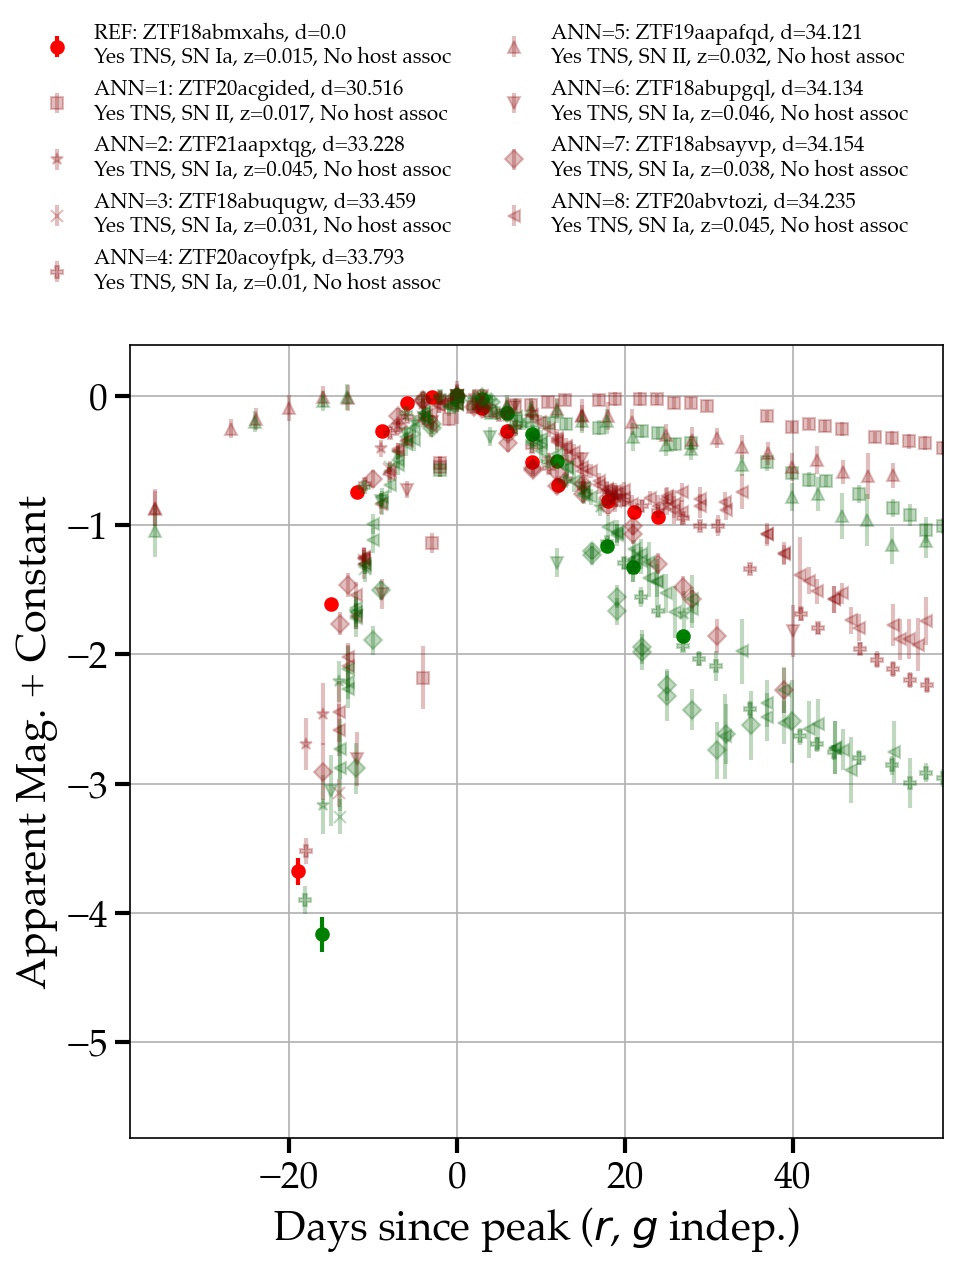 REF: ZTF18abmxahs, d=0.0
Yes TNS, SN Ia, z=0.015, No host assoc
ANN=1: ZTF20acgided, d=30.516
Yes TNS, SN II, z=0.017, No host assoc
ANN=2: ZTF21aapxtqg, d=33.228
Yes TNS, SN Ia, z=0.045, No host assoc
ANN=3: ZTF18abuqugw, d=33.459
Yes TNS, SN Ia, z=0.031, No host assoc
ANN=4: ZTF20acoyfpk, d=33.793
Yes TNS, SN Ia, z=0.01, No host assoc
ANN=5: ZTF19aapafqd, d=34.121
Yes TNS, SN II, z=0.032, No host assoc
ANN=6: ZTF18abupgql, d=34.134
Yes TNS, SN Ia, z=0.046, No host assoc
ANN=7: ZTF18absayvp, d=34.154
Yes TNS, SN Ia, z=0.038, No host assoc
ANN=8: ZTF20abvtozi, d=34.235
Yes TNS, SN Ia, z=0.045, No host assoc
Apparent Mag. + Constant
0
−1
−2
−3
−4
−5
−20
0
20
40
Days since peak (r, g indep.)